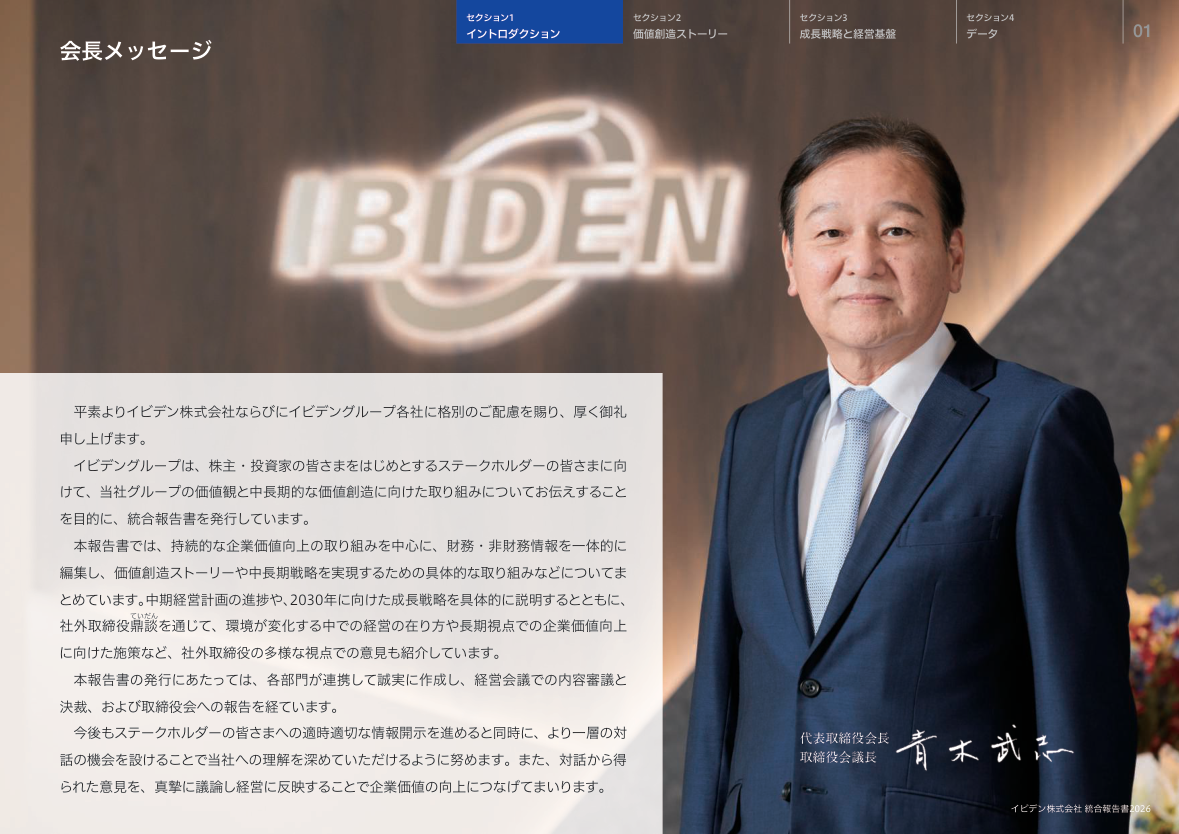 会長メッセージ
セクション1
イントロダクション
セクション2
価値創造ストーリー
セクション3
成長戦略と経営基盤
セクション4
データ
01
IBIDEN
平素よりイビデン株式会社ならびにイビデングループ各社に格別のご配慮を賜り、厚く御礼
申し上げます。
イビデングループは、株主・投資家の皆さまをはじめとするステークホルダーの皆さまに向
けて、当社グループの価値観と中長期的な価値創造に向けた取り組みについてお伝えすること
を目的に、統合報告書を発行しています。
本報告書では、持続的な企業価値向上の取り組みを中心に、財務・非財務情報を一体的に
編集し、価値創造ストーリーや中長期戦略を実現するための具体的な取り組みなどについてま
とめています。中期経営計画の進捗や、2030年に向けた成長戦略を具体的に説明するとともに、
ていだん
社外取締役鼎談を通じて、環境が変化する中での経営の在り方や長期視点での企業価値向上
に向けた施策など、社外取締役の多様な視点での意見も紹介しています。
本報告書の発行にあたっては、各部門が連携して誠実に作成し、経営会議での内容審議と
決裁、および取締役会への報告を経ています。
今後もステークホルダーの皆さまへの適時適切な情報開示を進めると同時に、より一層の対
話の機会を設けることで当社への理解を深めていただけるように努めます。また、対話から得
られた意見を、真摯に議論し経営に反映することで企業価値の向上につなげてまいります。
代表取締役会長
取締役会議長
青木武志
イビデン株式会社 統合報告書2026